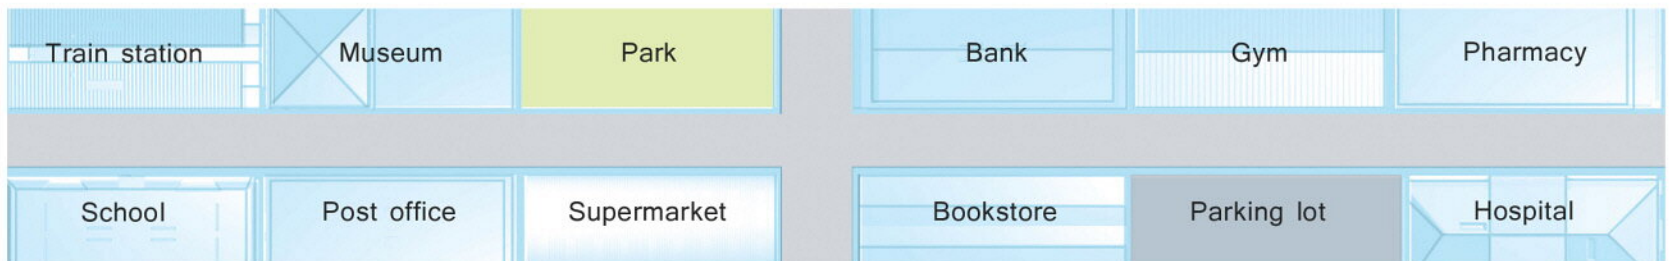 Train station Museum Park Bank Gym Pharmacy
School Post office Supermarket Bookstore Parking lot Hospital